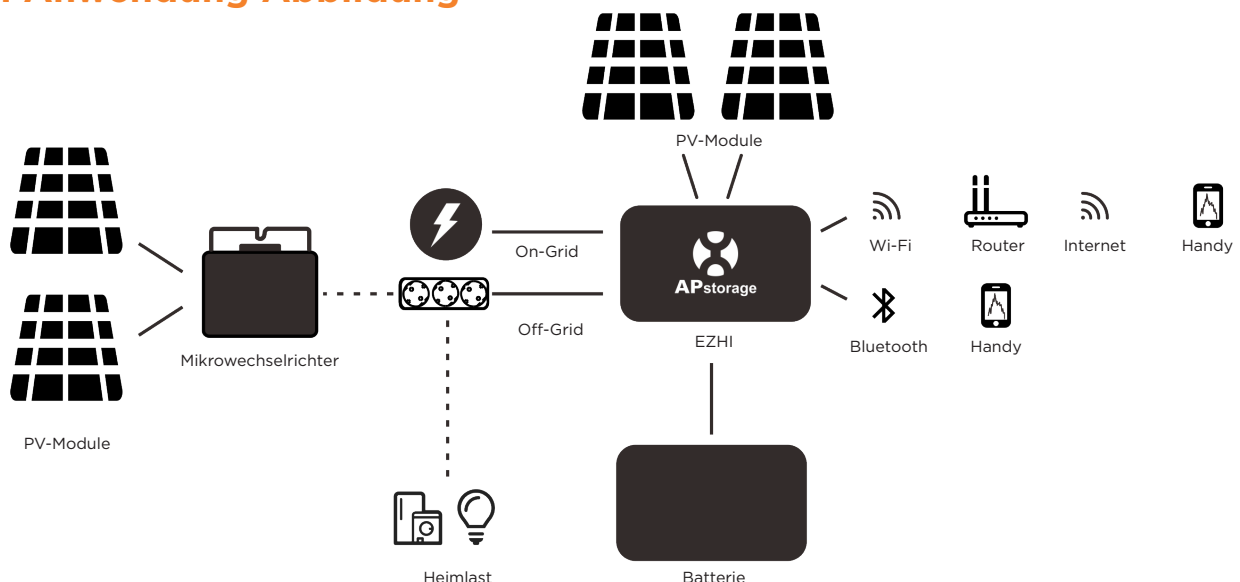 Anwendung Abbildung
PV-Module
On-Grid
APstorage
Wi-Fi
Router
Internet
Handy
Off-Grid
EZHI
Bluetooth
Handy
Mikrowechselrichter
PV-Module
Heimlast
Batterie